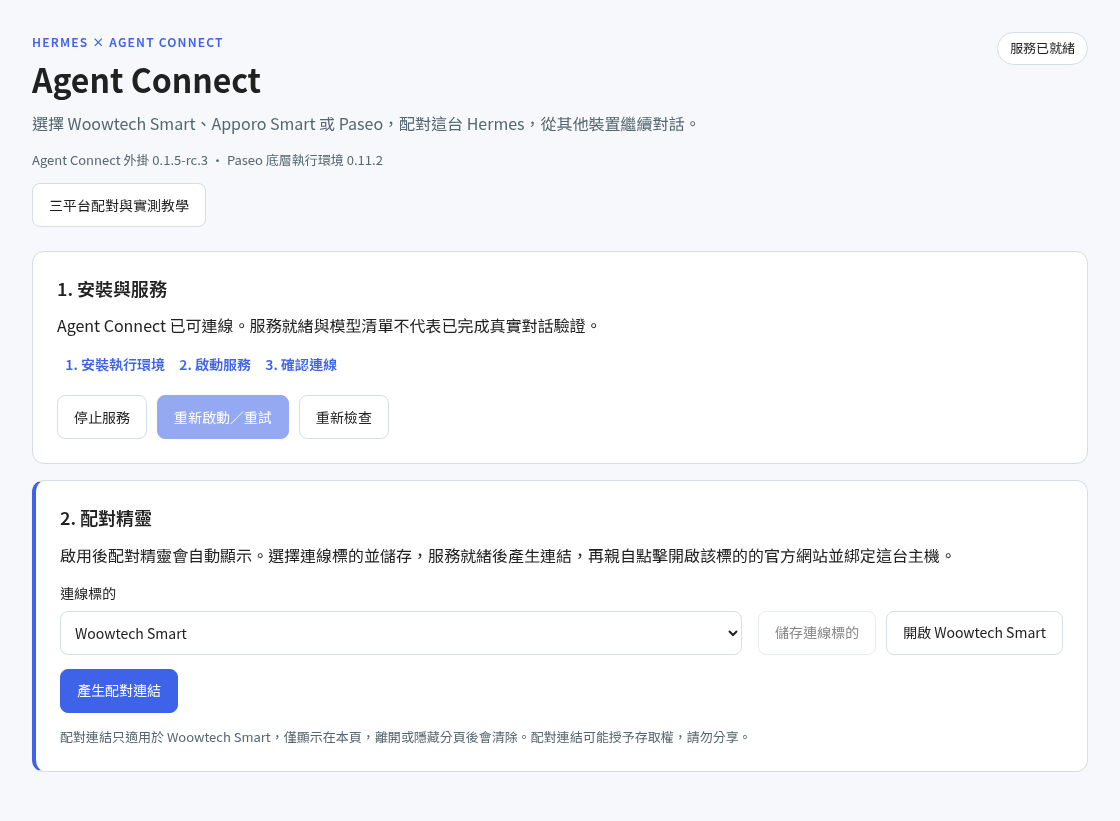 HERMES × AGENT CONNECT
服務已就緒
Agent Connect
選擇 Woowtech Smart、Apporo Smart 或 Paseo，配對這台 Hermes，從其他裝置繼續對話。
Agent Connect 外掛 0.1.5-rc.3 · Paseo 底層執行環境 0.11.2
三平台配對與實測教學
1. 安裝與服務
Agent Connect 已可連線。服務就緒與模型清單不代表已完成真實對話驗證。
1. 安裝執行環境 2. 啟動服務 3. 確認連線
停止服務 重新啟動／重試 重新檢查
2. 配對精靈
啟用後配對精靈會自動顯示。選擇連線標的並儲存，服務就緒後產生連結，再親自點擊開啟該標的的官方網站並綁定這台主機。
連線標的
Woowtech Smart 儲存連線標的 開啟 Woowtech Smart
產生配對連結
配對連結只適用於 Woowtech Smart，僅顯示在本頁，離開或隱藏分頁後會清除。配對連結可能授予存取權，請勿分享。